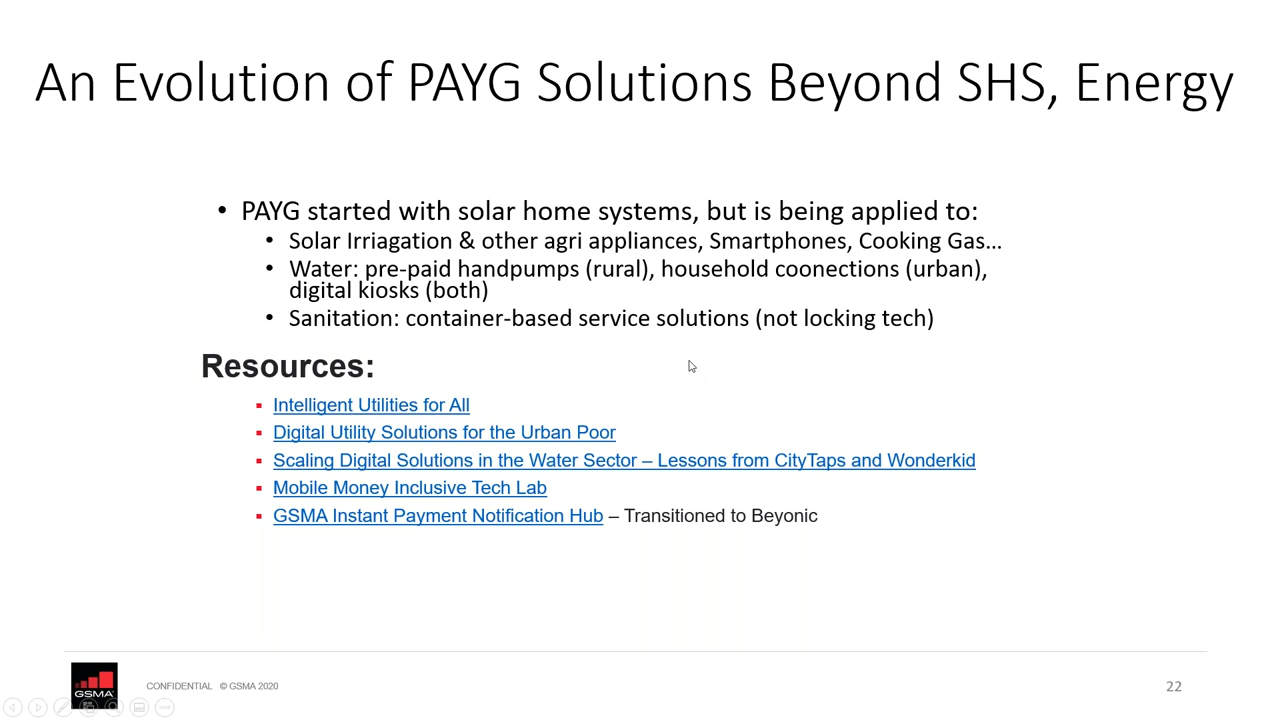 An Evolution of PAYG Solutions Beyond SHS, Energy
• PAYG started with solar home systems, but is being applied to:
• Solar Irriagation & other agri appliances, Smartphones, Cooking Gas…
• Water: pre-paid handpumps (rural), household coonections (urban),
digital kiosks (both)
• Sanitation: container-based service solutions (not locking tech)
Resources:
▪ Intelligent Utilities for All
▪ Digital Utility Solutions for the Urban Poor
▪ Scaling Digital Solutions in the Water Sector – Lessons from CityTaps and Wonderkid
▪ Mobile Money Inclusive Tech Lab
▪ GSMA Instant Payment Notification Hub – Transitioned to Beyonic
GSMA
CONFIDENTIAL © GSMA 2020
22